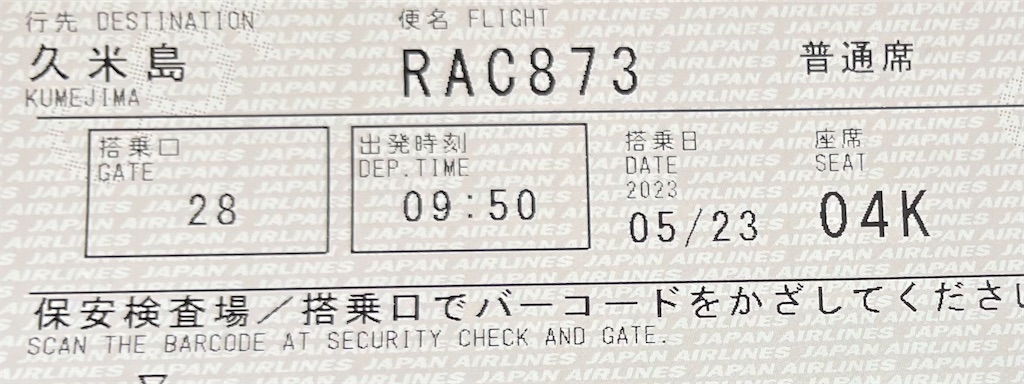 行先 DESTINATION 便名 FLIGHT
久米島 RAC873 普通席
KUMEJIMA
搭乗口 出発時刻 搭乗日 座席
GATE DEP.TIME DATE SEAT
2023
28 09:50 05/23 04K
保安検査場/搭乗口でバーコードをかざしてください
SCAN THE BARCODE AT SECURITY CHECK AND GATE.
JAPAN AIRLINES